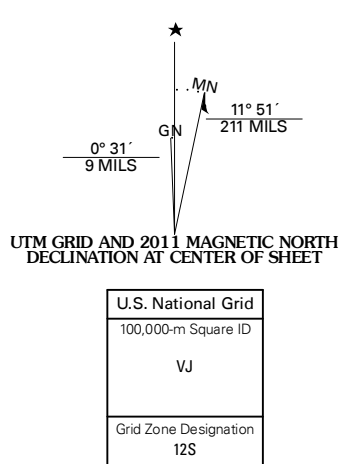 ★
MN
GN
11° 51´
211 MILS
0° 31´
9 MILS
UTM GRID AND 2011 MAGNETIC NORTH
DECLINATION AT CENTER OF SHEET
U.S. National Grid
100,000-m Square ID
VJ
Grid Zone Designation
12S